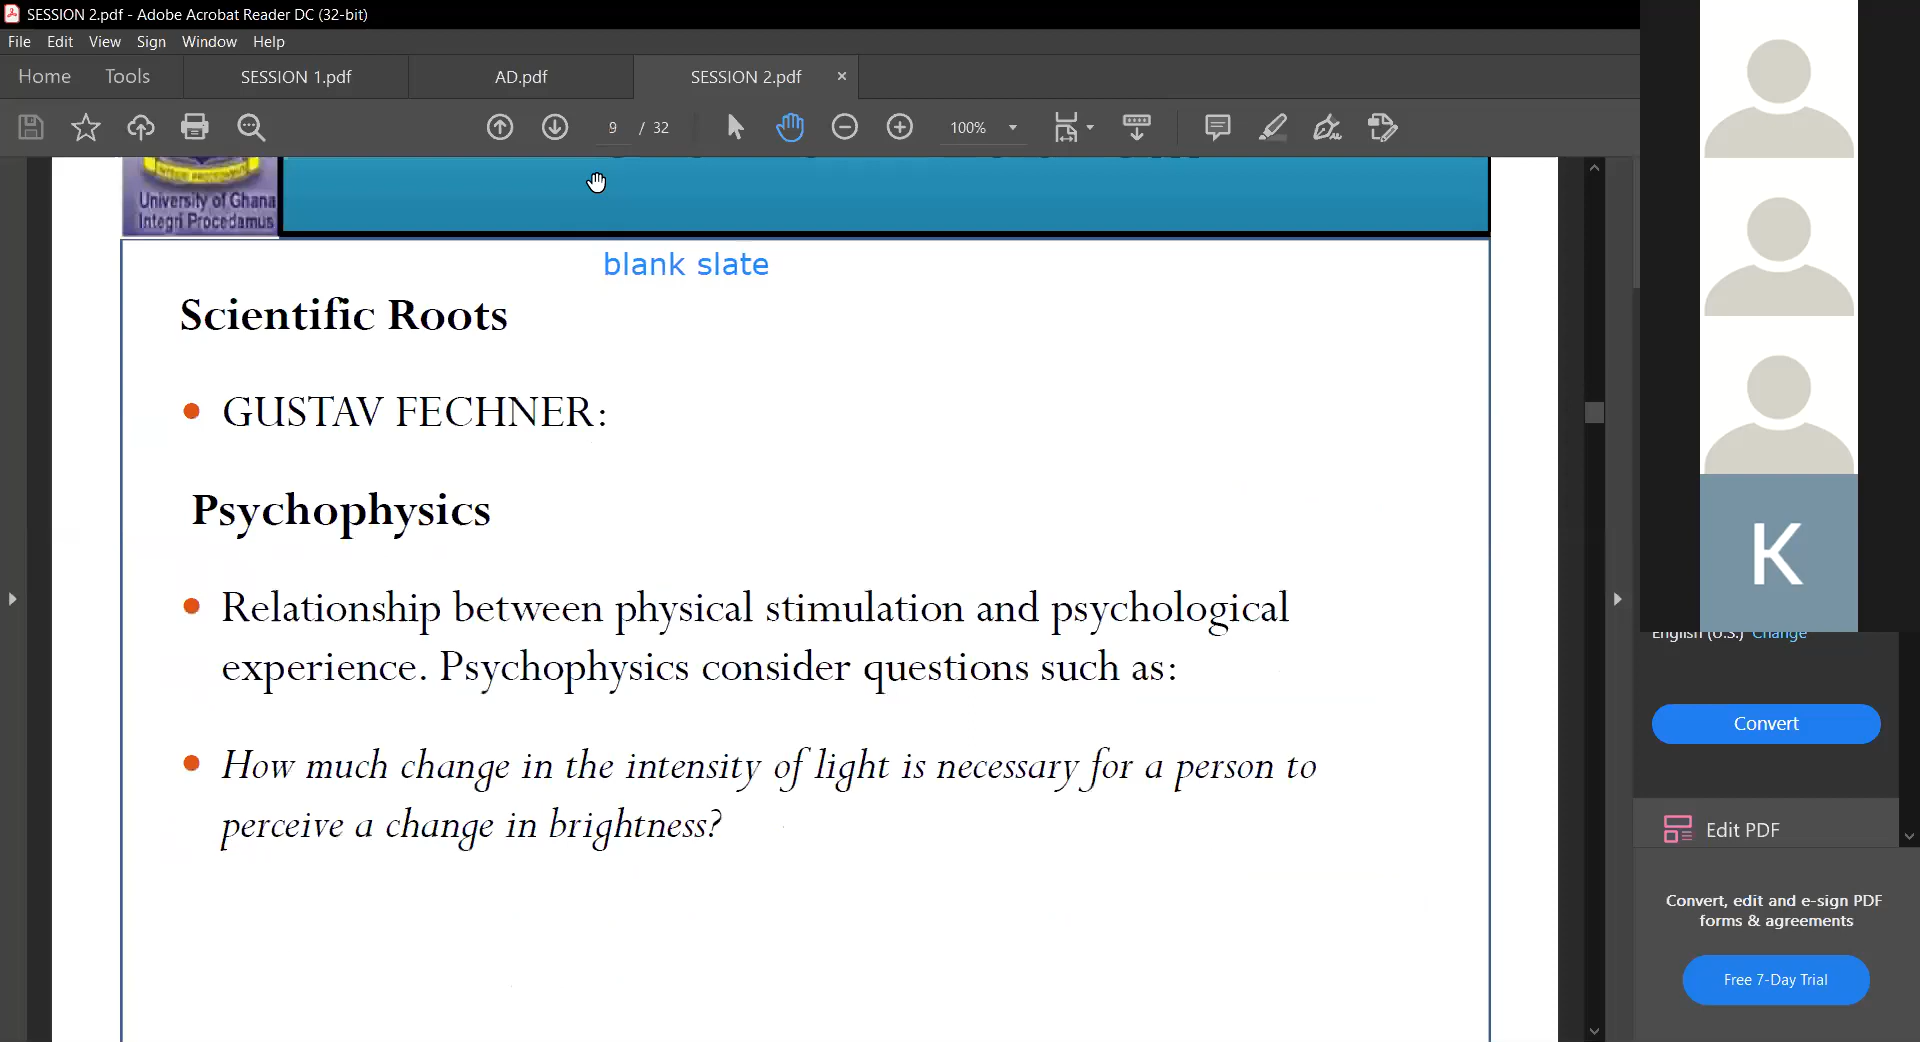 SESSION 2.pdf - Adobe Acrobat Reader DC (32-bit)
File Edit View Sign Window Help
Home Tools SESSION 1.pdf AD.pdf SESSION 2.pdf ×
9 / 32 100%
University of Ghana
Integri Procedamus
blank slate
Scientific Roots
• GUSTAV FECHNER:
Psychophysics
• Relationship between physical stimulation and psychological
experience. Psychophysics consider questions such as:
• How much change in the intensity of light is necessary for a person to
perceive a change in brightness?
K
English (U.S.) Change
Convert
Edit PDF
Convert, edit and e-sign PDF
forms & agreements
Free 7-Day Trial